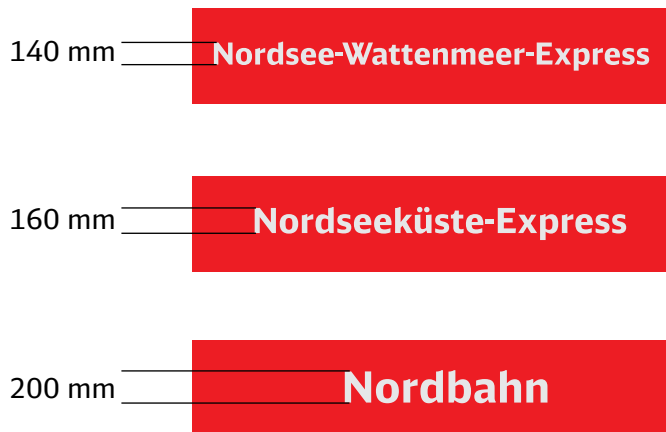 140 mm Nordsee-Wattenmeer-Express
160 mm Nordseeküste-Express
200 mm Nordbahn